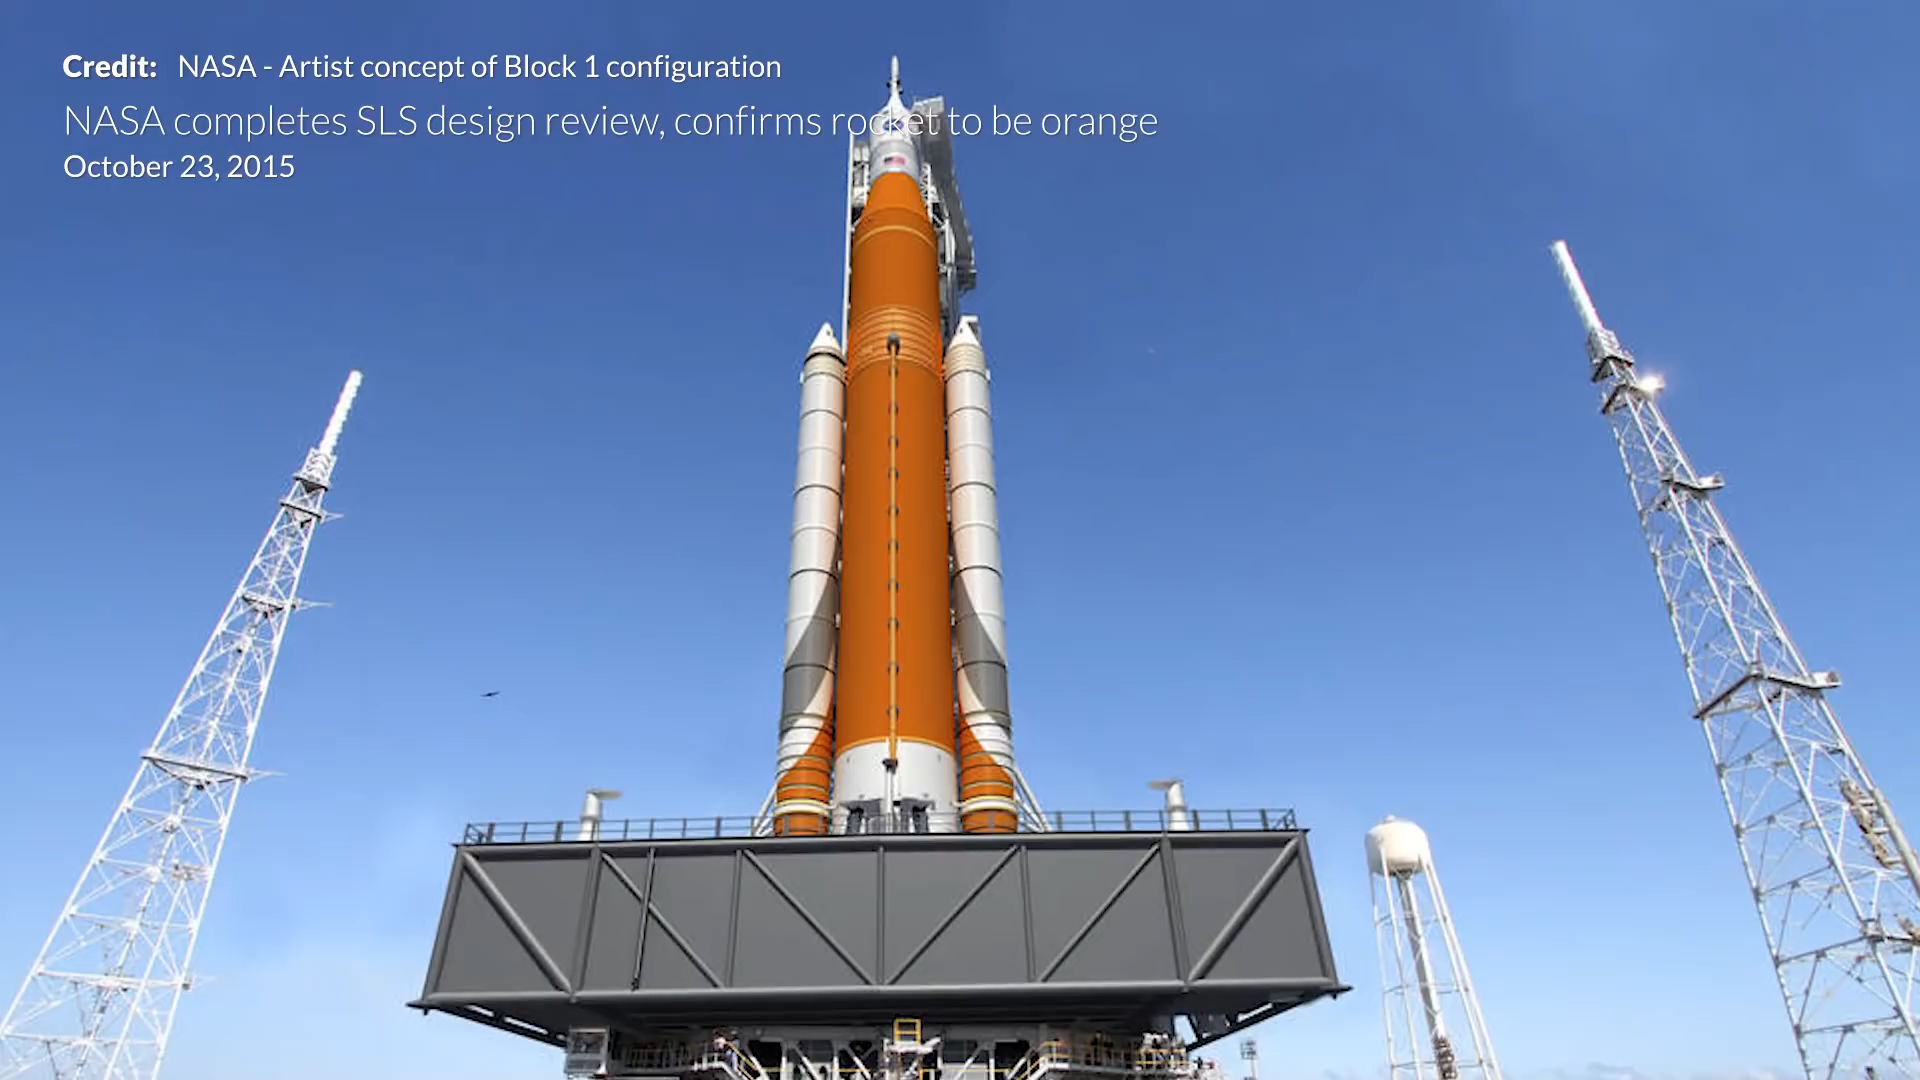 Credit: NASA - Artist concept of Block 1 configuration
NASA completes SLS design review, confirms rocket to be orange
October 23, 2015